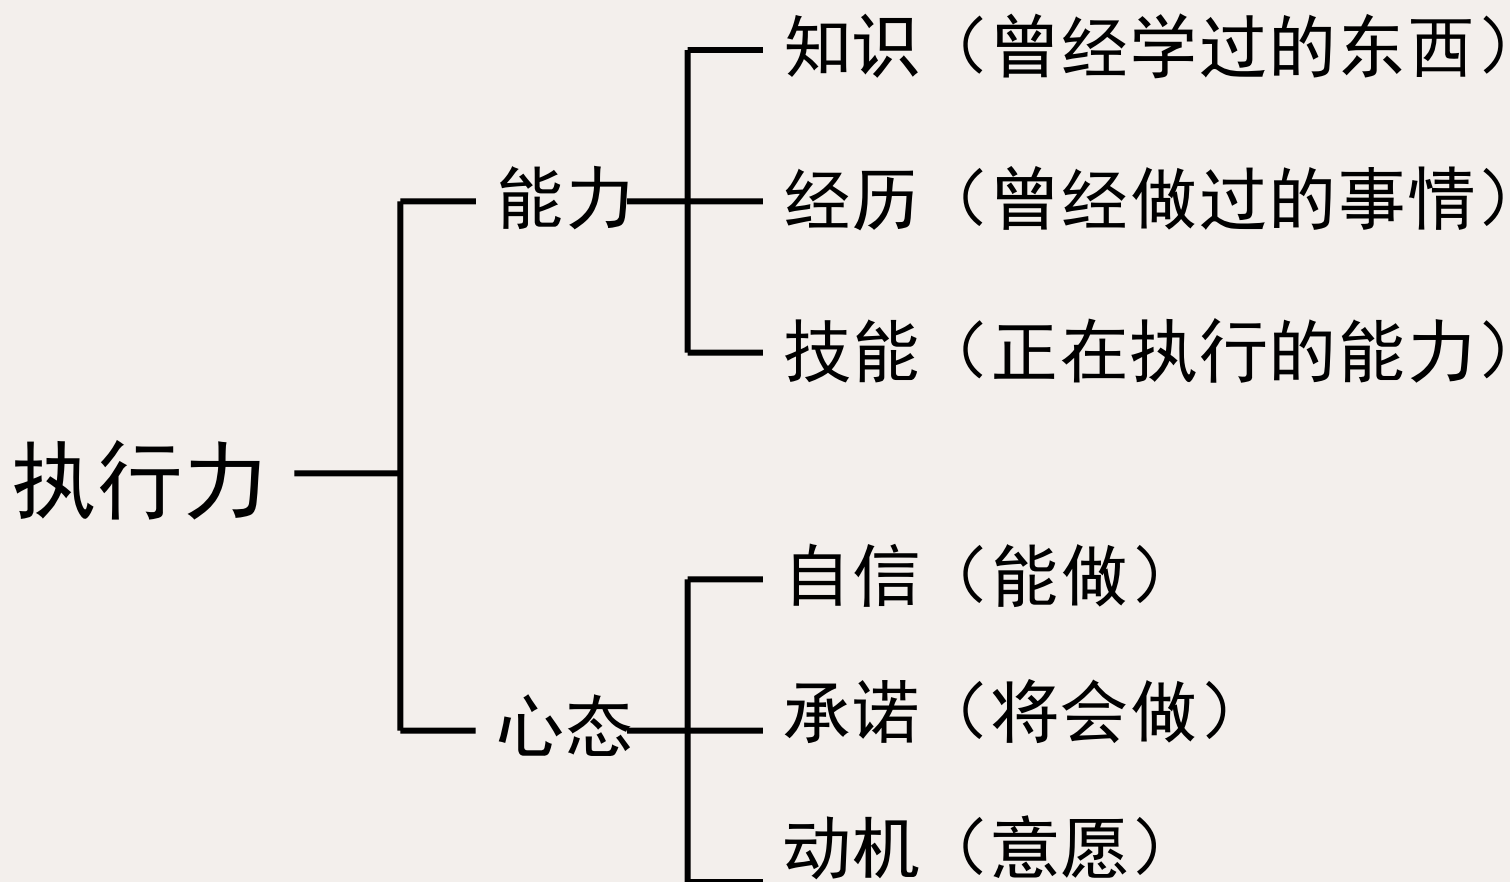 知识（曾经学过的东西）
能力
经历（曾经做过的事情）
技能（正在执行的能力）
执行力
自信（能做）
心态
承诺（将会做）
动机（意愿）